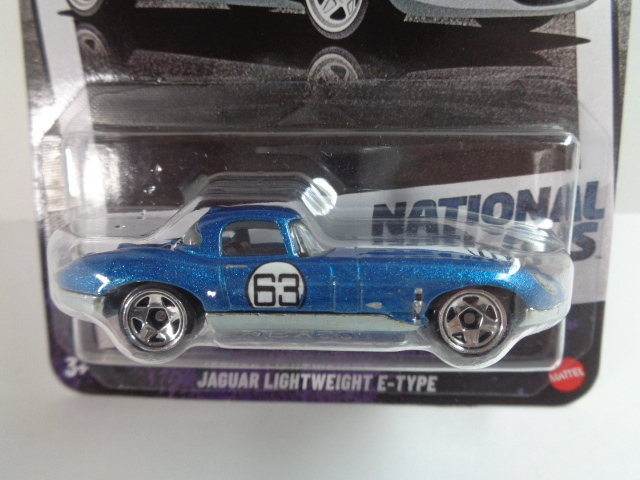 NATIONAL
63
3+
JAGUAR LIGHTWEIGHT E-TYPE
MATTEL